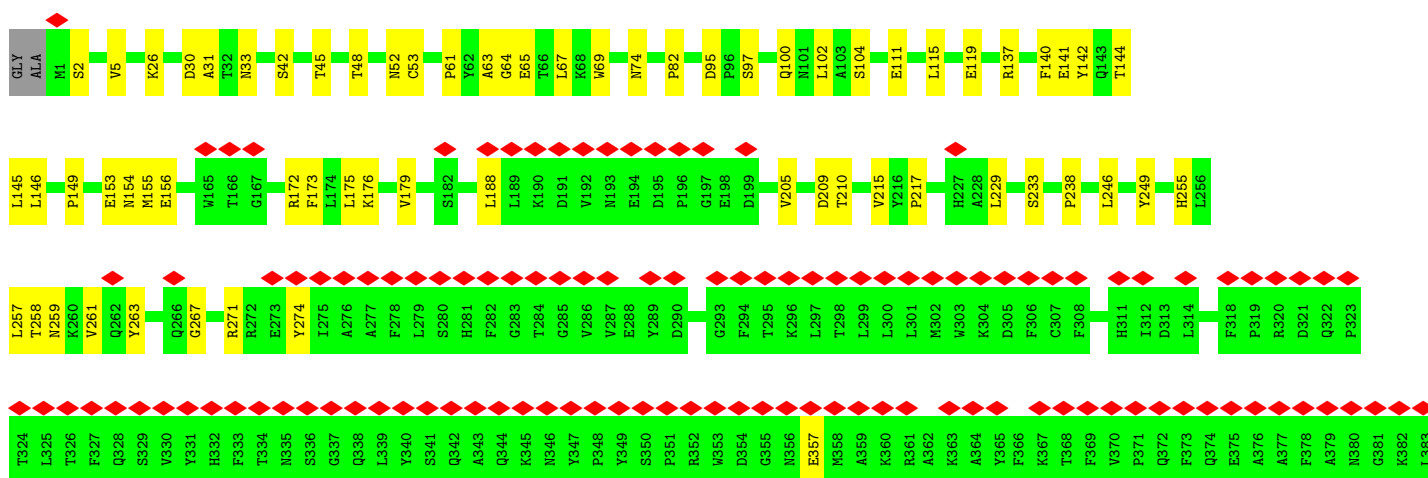 GLY ALA M1 S2 V5 K26 D30 A31 T32 N33 S42 T45 T48 N52 C53 P61 Y62 A63 G64 E65 T66 L67 K68 W69 N74 P82 D95 P96 S97 Q100 N101 L102 A103 S104 E111 L115 E119 R137 F140 E141 Y142 Q143 T144
L145 L146 P149 E153 N154 M155 E156 W165 T166 G167 R172 F173 L174 L175 K176 V179 S182 L188 L189 K190 D191 V192 N193 E194 D195 P196 G197 E198 D199 V205 D209 T210 V215 Y216 P217 H227 A228 L229 S233 P238 L246 Y249 H255 L256
L257 T258 N259 K260 V261 Q262 Y263 Q266 G267 R271 R272 E273 Y274 I275 A276 A277 F278 L279 S280 H281 F282 G283 T284 G285 V286 V287 E288 Y289 D290 G293 F294 T295 K296 L297 T298 L299 L300 L301 M302 W303 K304 D305 F306 C307 F308 H311 I312 D313 L314 F318 P319 R320 D321 Q322 P323
T324 L325 T326 F327 Q328 S329 V330 Y331 H332 F333 T334 N335 S336 G337 Q338 L339 Y340 S341 Q342 A343 Q344 K345 N346 Y347 P348 Y349 S350 P351 R352 W353 D354 G355 N356 E357 M358 A359 K360 R361 A362 K363 A364 Y365 F366 K367 T368 F369 V370 P371 Q372 F373 Q374 E375 A376 A377 F378 A379 N380 G381 K382 L383